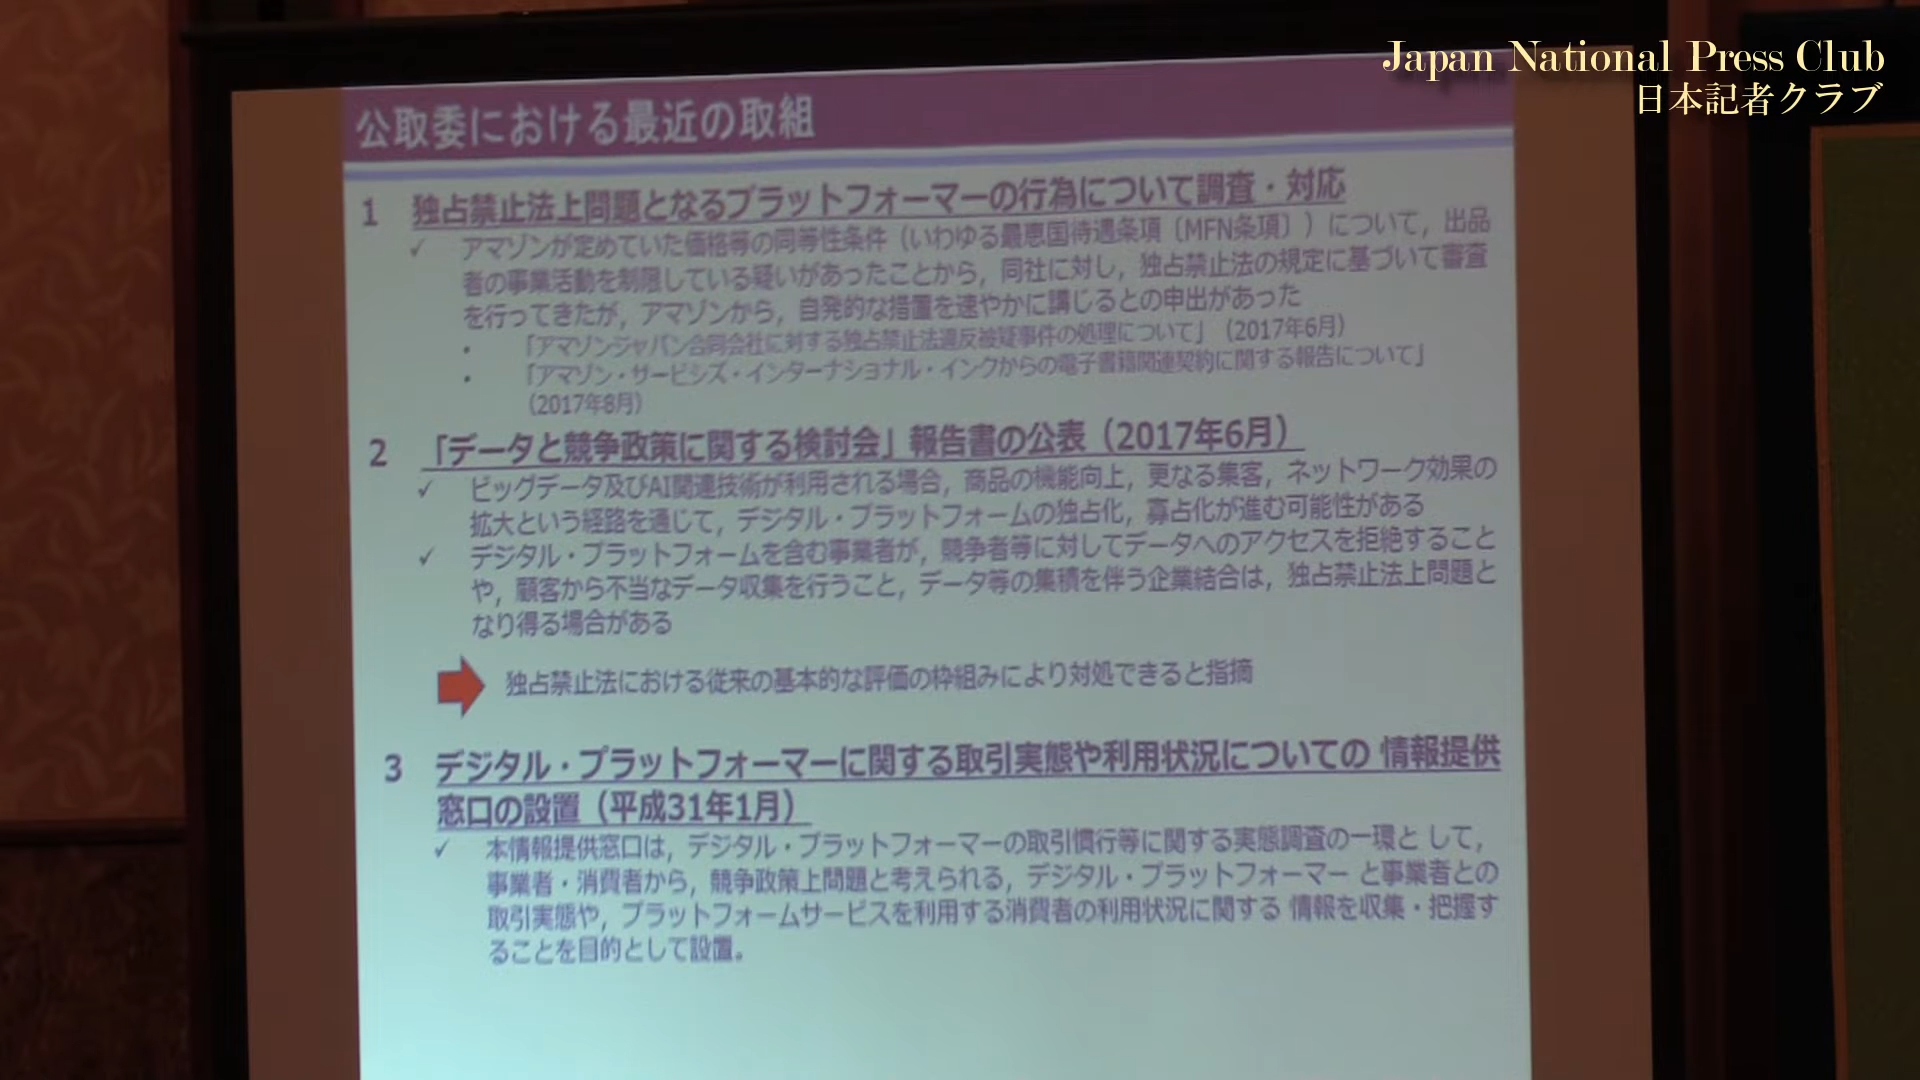 Japan National Press Club
日本記者クラブ
公取委における最近の取組
1 独占禁止法上問題となるプラットフォーマーの行為について調査・対応
✓ アマゾンが定めていた価格等の同等性条件（いわゆる最恵国待遇条項〔MFN条項〕）について，出品
者の事業活動を制限している疑いがあったことから，同社に対し，独占禁止法の規定に基づいて審査
を行ってきたが，アマゾンから，自発的な措置を速やかに講じるとの申出があった
• 「アマゾンジャパン合同会社に対する独占禁止法違反被疑事件の処理について」（2017年6月）
• 「アマゾン・サービシズ・インターナショナル・インクからの電子書籍関連契約に関する報告について」
（2017年8月）
2 「データと競争政策に関する検討会」報告書の公表（2017年6月）
✓ ビッグデータ及びAI関連技術が利用される場合，商品の機能向上，更なる集客，ネットワーク効果の
拡大という経路を通じて，デジタル・プラットフォームの独占化，寡占化が進む可能性がある
✓ デジタル・プラットフォームを含む事業者が，競争者等に対してデータへのアクセスを拒絶すること
や，顧客から不当なデータ収集を行うこと，データ等の集積を伴う企業結合は，独占禁止法上問題と
なり得る場合がある
独占禁止法における従来の基本的な評価の枠組みにより対処できると指摘
3 デジタル・プラットフォーマーに関する取引実態や利用状況についての 情報提供
窓口の設置（平成31年1月）
✓ 本情報提供窓口は，デジタル・プラットフォーマーの取引慣行等に関する実態調査の一環と して，
事業者・消費者から，競争政策上問題と考えられる，デジタル・プラットフォーマー と事業者との
取引実態や，プラットフォームサービスを利用する消費者の利用状況に関する 情報を収集・把握す
ることを目的として設置。